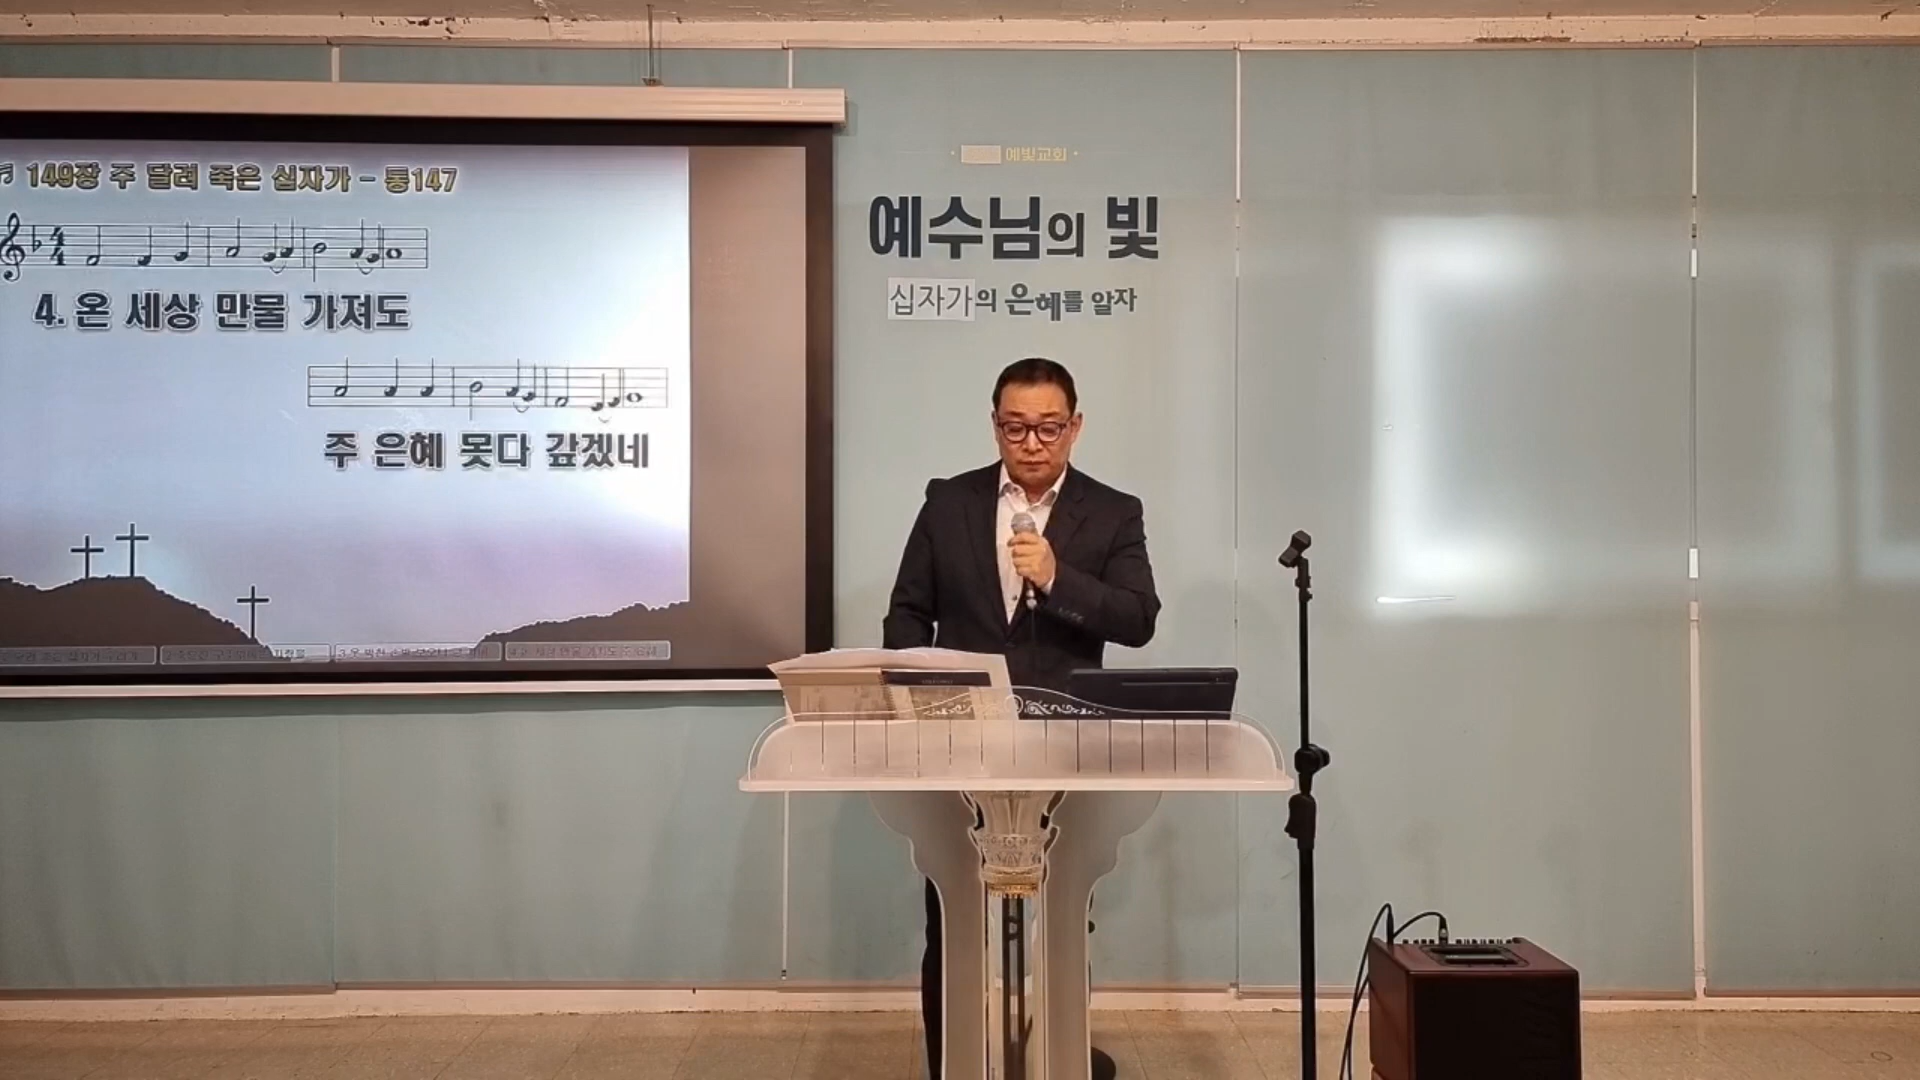 149장 주 달려 죽은 십자가 - 통147
4. 온 세상 만물 가져도
주 은혜 못다 갚겠네
예빛교회
예수님의 빛
십자가의 은혜를 알자